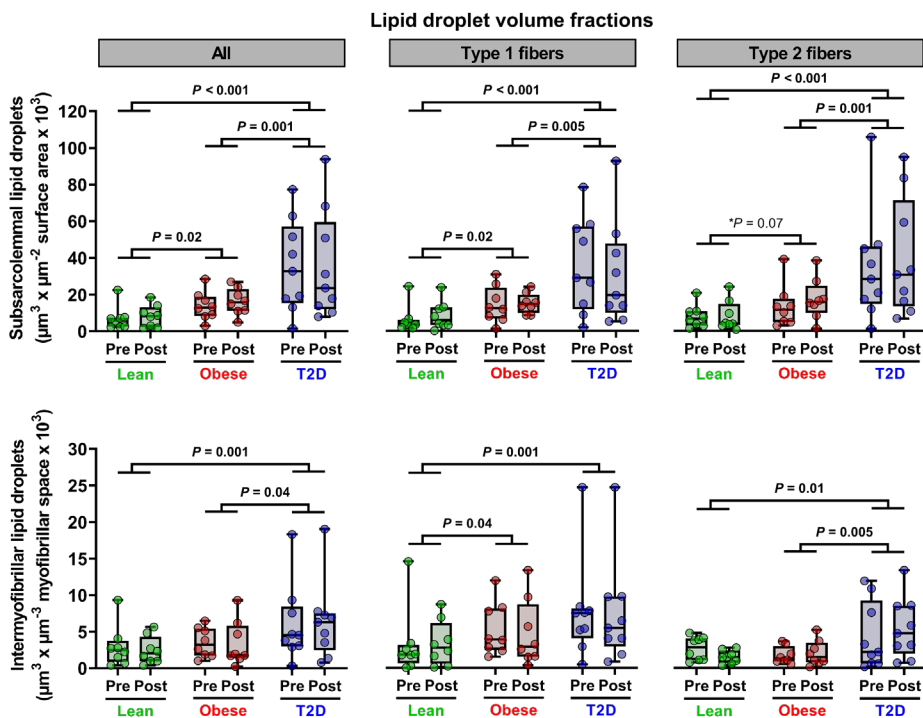 Lipid droplet volume fractions
All
Type 1 fibers
Type 2 fibers
Subsarcolemmal lipid droplets
(µm³ x µm⁻² surface area x 10³)
120
100
80
60
40
20
0
P < 0.001
P = 0.001
P = 0.02
Pre Post Pre Post Pre Post
Lean Obese T2D
P < 0.001
P = 0.005
P = 0.02
Pre Post Pre Post Pre Post
Lean Obese T2D
P < 0.001
P = 0.001
*P = 0.07
Pre Post Pre Post Pre Post
Lean Obese T2D
Intermyofibrillar lipid droplets
(µm³ x µm⁻³ myofibrillar space x 10³)
30
25
20
15
10
5
0
P = 0.001
P = 0.04
Pre Post Pre Post Pre Post
Lean Obese T2D
P = 0.001
P = 0.04
Pre Post Pre Post Pre Post
Lean Obese T2D
P = 0.01
P = 0.005
Pre Post Pre Post Pre Post
Lean Obese T2D